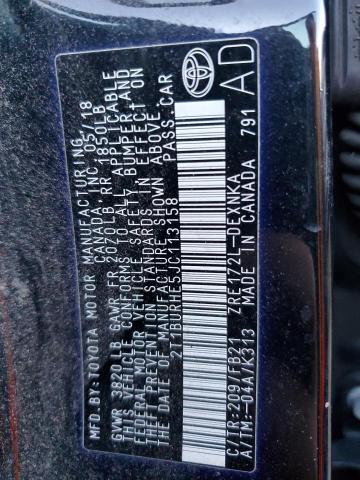 MFD. BY: TOYOTA MOTOR MANUFACTURING
CANADA, INC. 05/18
GVWR 3820LB GAWR FR 2070LB RR 1850LB
THIS VEHICLE CONFORMS TO ALL APPLICABLE
FEDERAL MOTOR VEHICLE SAFETY, BUMPER, AND
THEFT PREVENTION STANDARDS IN EFFECT ON
THE DATE OF MANUFACTURE SHOWN ABOVE.
2T1BURHE5JC113158 PASS.CAR
C/TR:209/FB21 ZRE172L-DEXNKA
A/TM:-04A/K313 MADE IN CANADA 791
AD